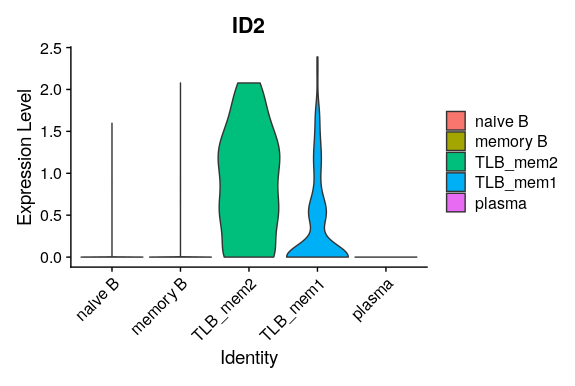 ID2
Expression Level
2.5
2.0
1.5
1.0
0.5
0.0
naive B
memory B
TLB_mem2
TLB_mem1
plasma
Identity
naive B
memory B
TLB_mem2
TLB_mem1
plasma